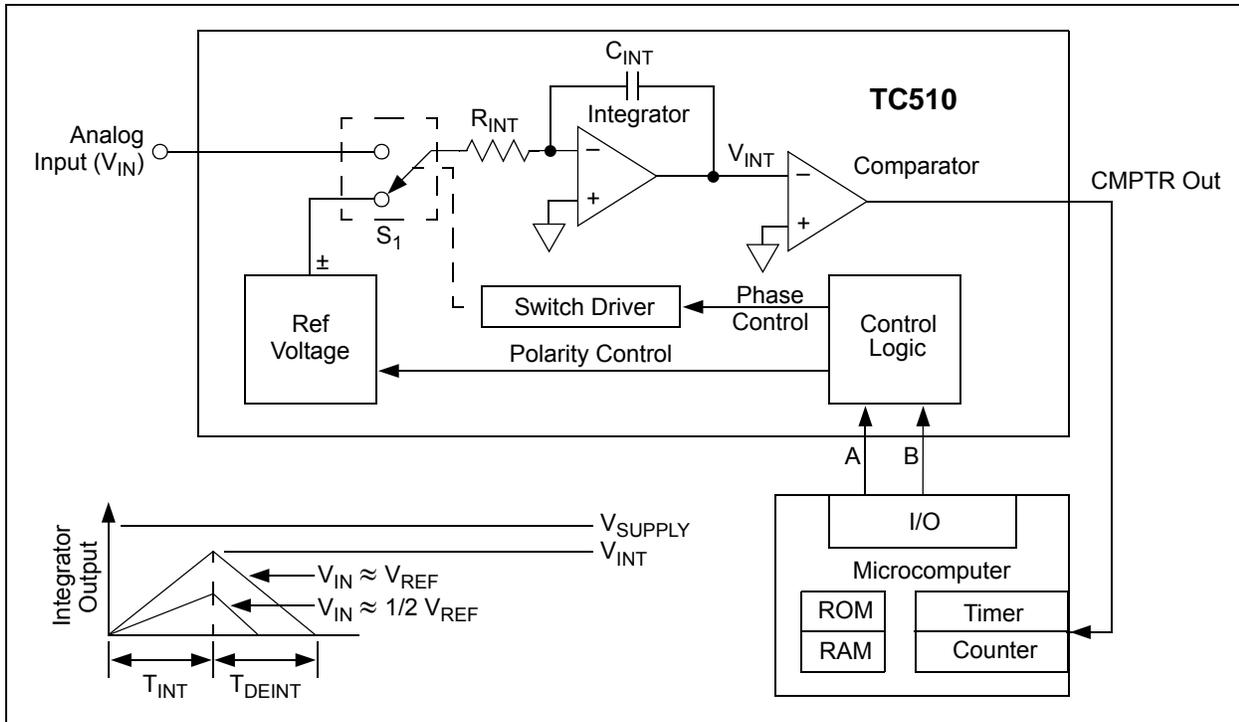 C_INT
TC510
Integrator
Analog
Input (V_IN)
R_INT
V_INT
Comparator
CMPTR Out
S_1
−
+
−
+
±
Ref
Voltage
Switch Driver
Phase
Control
Polarity Control
Control
Logic
A
B
I/O
Microcomputer
ROM
RAM
Timer
Counter
Integrator
Output
V_SUPPLY
V_INT
V_IN ≈ V_REF
V_IN ≈ 1/2 V_REF
T_INT
T_DEINT